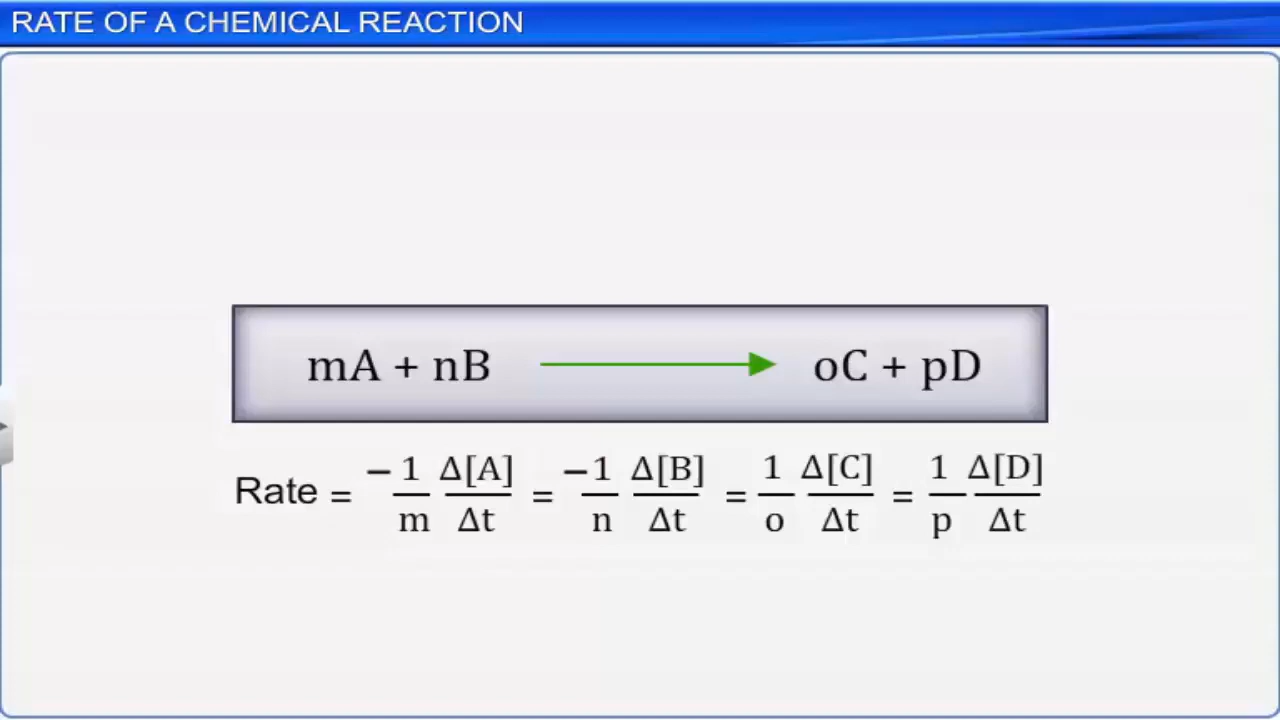 RATE OF A CHEMICAL REACTION
mA + nB ⟶ oC + pD
Rate = −1/m Δ[A]/Δt = −1/n Δ[B]/Δt = 1/o Δ[C]/Δt = 1/p Δ[D]/Δt